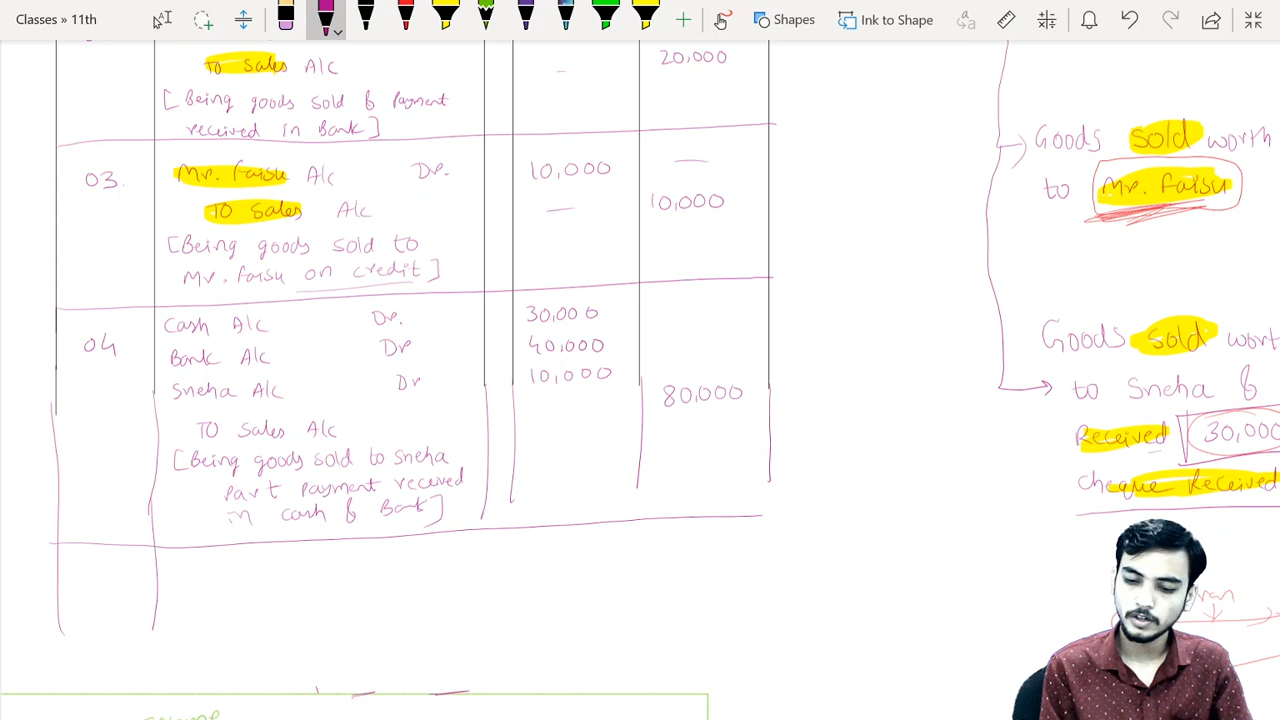 Classes » 11th
Shapes
Ink to Shape
To Sales A/c - 20,000
[Being goods sold & Payment
received in Bank]
03. Mr. Faisu A/c Dr. 10,000 —
To Sales A/c — 10,000
[Being goods sold to
Mr. Faisu on credit]
04 Cash A/c Dr. 30,000
Bank A/c Dr 40,000
Sneha A/c Dr 10,000
80,000
To Sales A/c
[Being goods sold to Sneha
Part payment received
in cash & Bank]
Goods sold worth
to Mr. Faisu
Goods sold wort
to Sneha &
Received 30,000
cheque Received